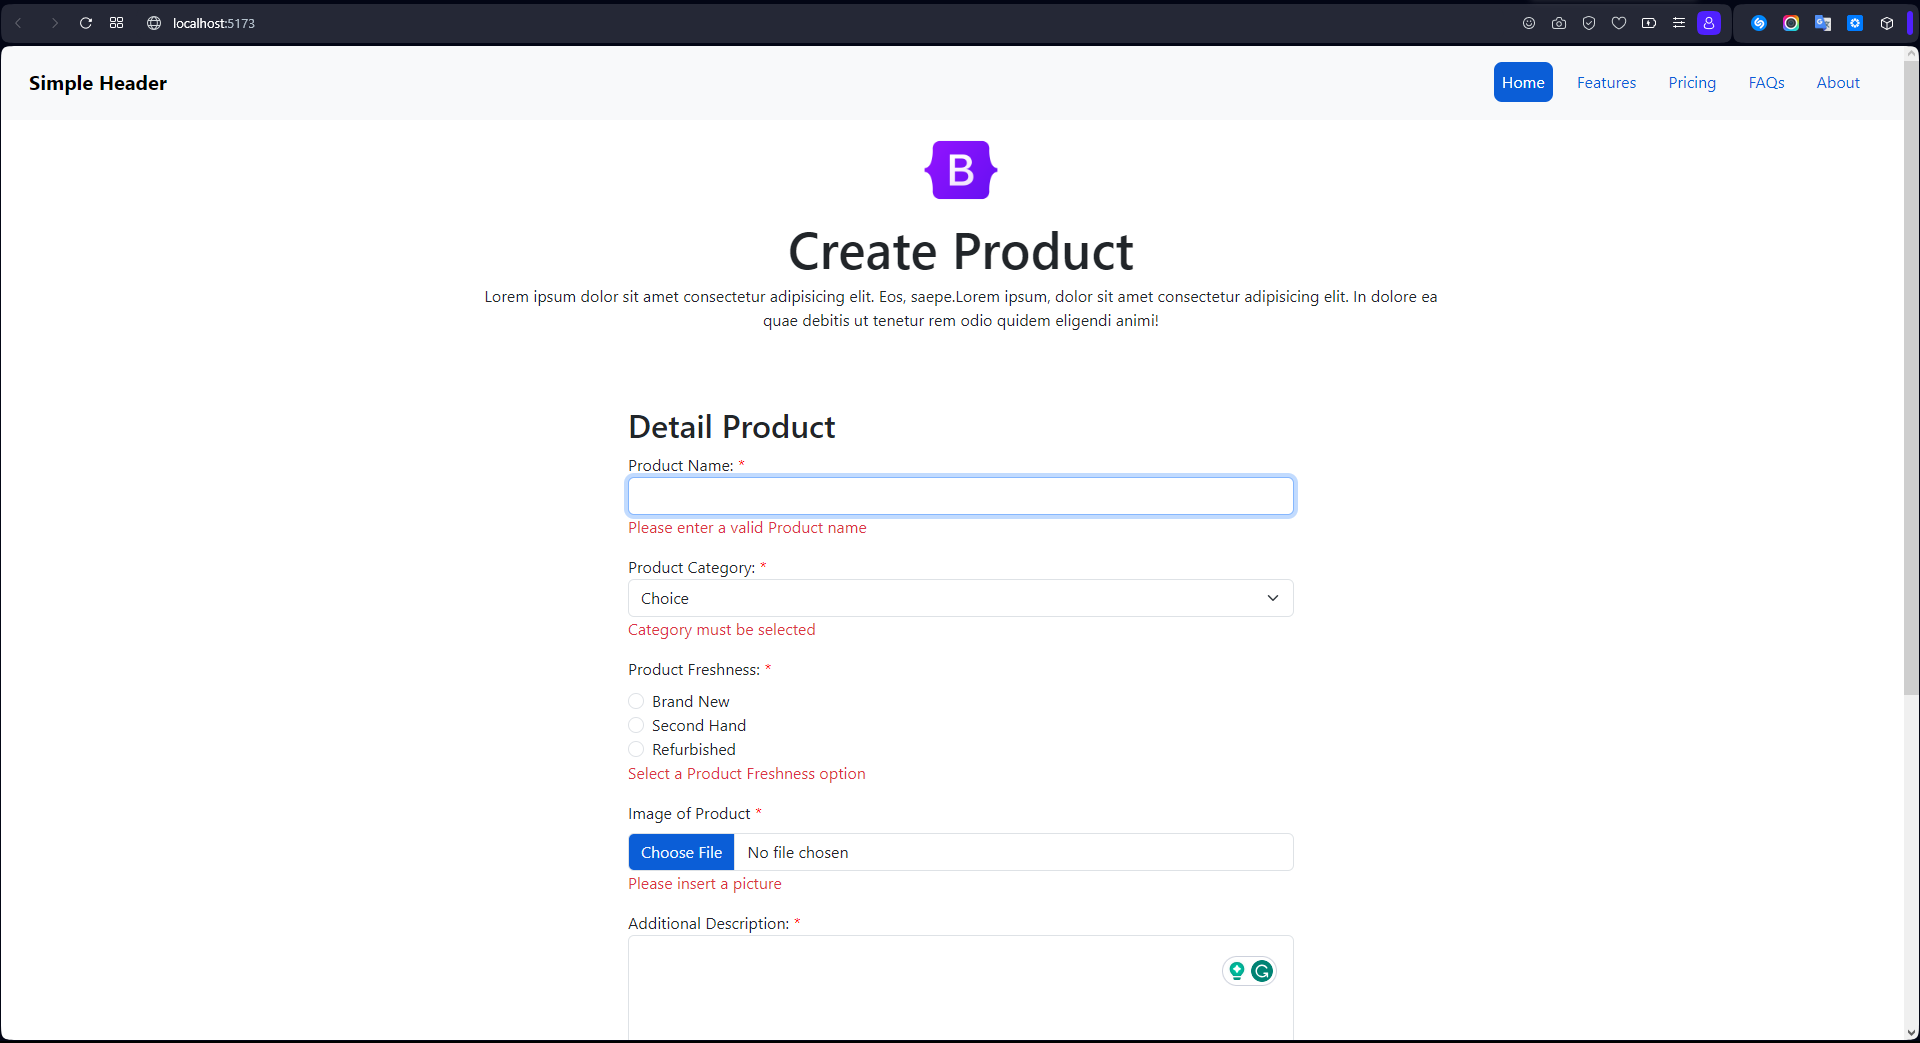 localhost:5173
Simple Header
Home
Features
Pricing
FAQs
About
B
Create Product
Lorem ipsum dolor sit amet consectetur adipisicing elit. Eos, saepe.Lorem ipsum, dolor sit amet consectetur adipisicing elit. In dolore ea
quae debitis ut tenetur rem odio quidem eligendi animi!
Detail Product
Product Name: *
Please enter a valid Product name
Product Category: *
Choice
Category must be selected
Product Freshness: *
Brand New
Second Hand
Refurbished
Select a Product Freshness option
Image of Product *
Choose File No file chosen
Please insert a picture
Additional Description: *